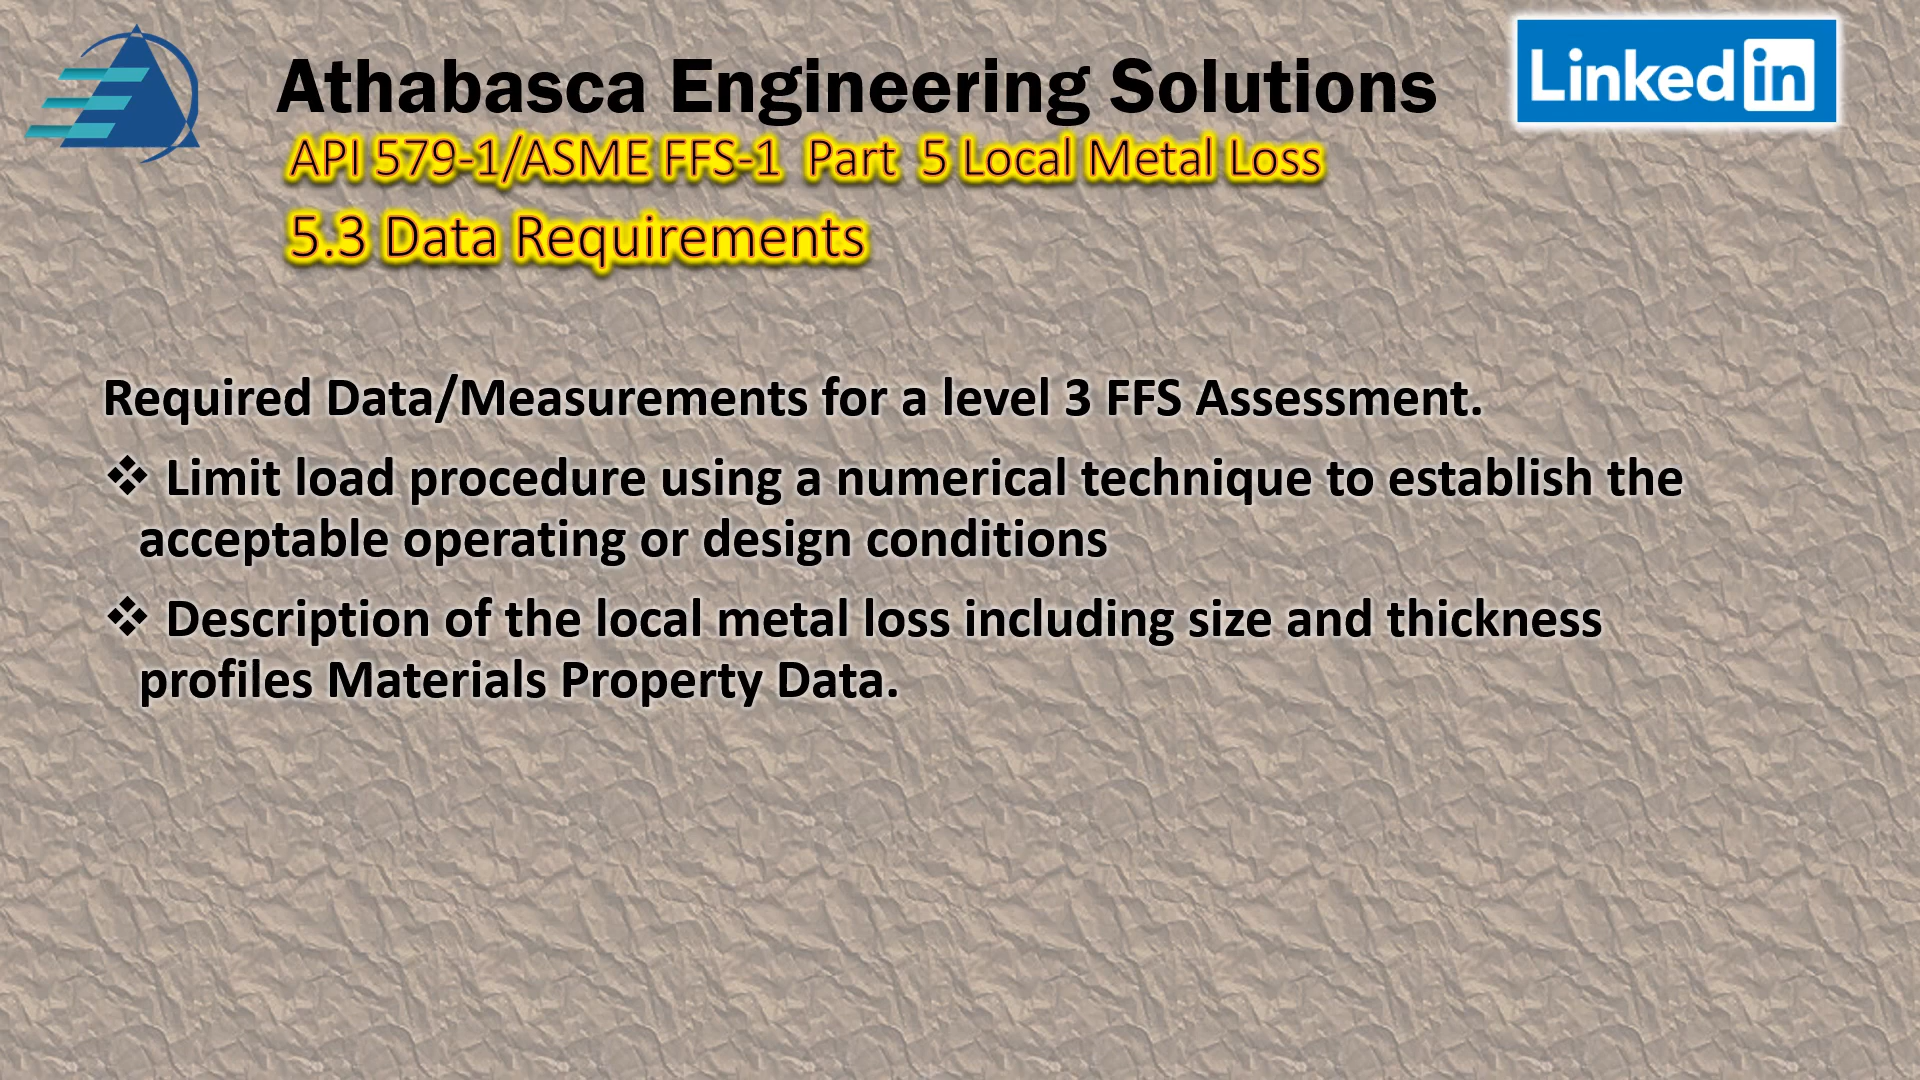 Athabasca Engineering Solutions
LinkedIn
API 579-1/ASME FFS-1 Part 5 Local Metal Loss
5.3 Data Requirements
Required Data/Measurements for a level 3 FFS Assessment.
❖ Limit load procedure using a numerical technique to establish the
acceptable operating or design conditions
❖ Description of the local metal loss including size and thickness
profiles Materials Property Data.